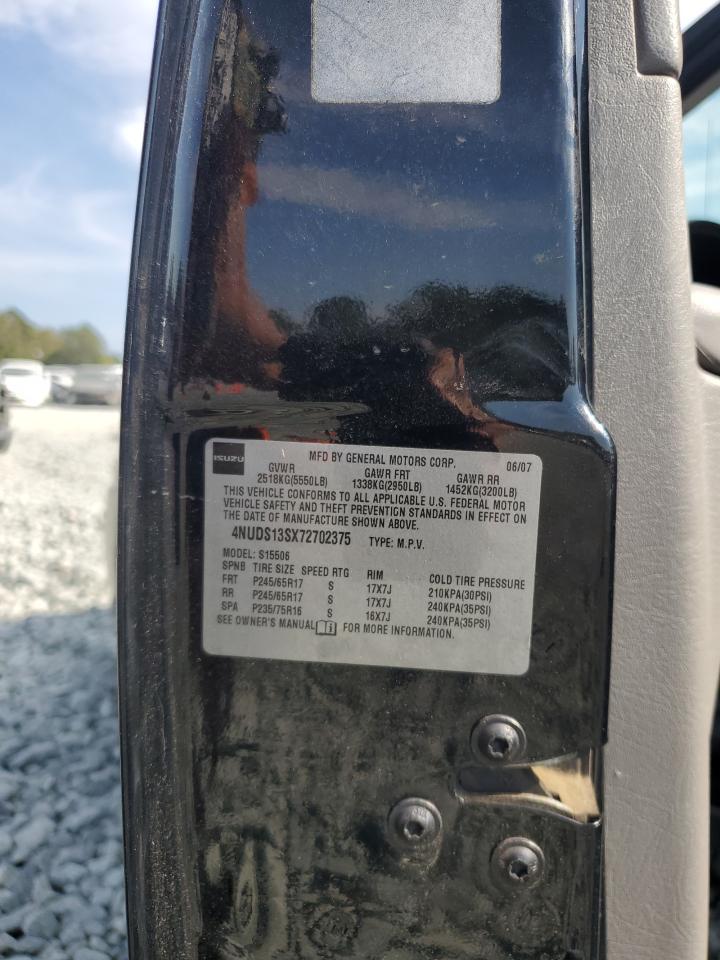 ISUZU MFD BY GENERAL MOTORS CORP. 06/07
GVWR GAWR FRT GAWR RR
2518KG(5550LB) 1338KG(2950LB) 1452KG(3200LB)
THIS VEHICLE CONFORMS TO ALL APPLICABLE U.S. FEDERAL MOTOR
VEHICLE SAFETY AND THEFT PREVENTION STANDARDS IN EFFECT ON
THE DATE OF MANUFACTURE SHOWN ABOVE.
4NUDS13SX72702375 TYPE: M.P.V.
MODEL: S15506
SPNB TIRE SIZE SPEED RTG RIM COLD TIRE PRESSURE
FRT P245/65R17 S 17X7J 210KPA(30PSI)
RR P245/65R17 S 17X7J 240KPA(35PSI)
SPA P235/75R16 S 16X7J 240KPA(35PSI)
SEE OWNER'S MANUAL i FOR MORE INFORMATION.